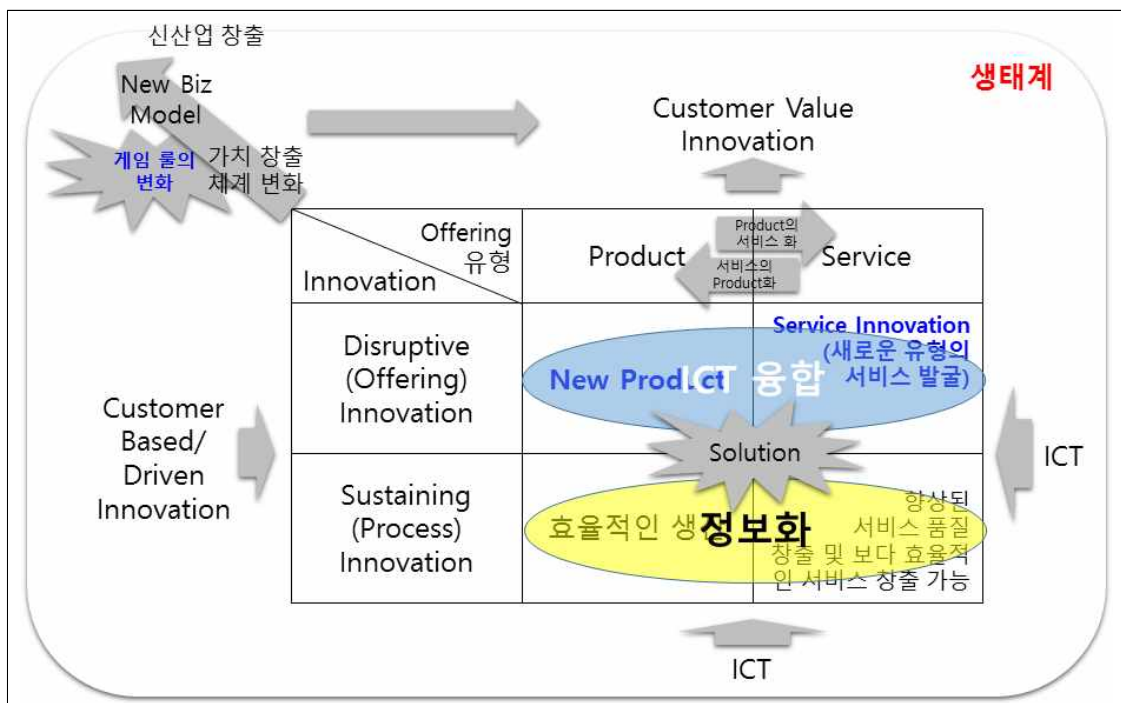 신산업 창출
생태계
New Biz
Model
Customer Value
Innovation
게임 룰의
변화
가치 창출
체계 변화
Offering
유형
Innovation
Product
Product의
서비스 화
서비스의
Product화
Service
Disruptive
(Offering)
Innovation
New Product
ICT 융합
Service Innovation
(새로운 유형의
서비스 발굴)
Customer
Based/
Driven
Innovation
Solution
ICT
Sustaining
(Process)
Innovation
효율적인
정보화
향상된
서비스 품질
창출 및 보다 효율적
인 서비스 창출 가능
ICT